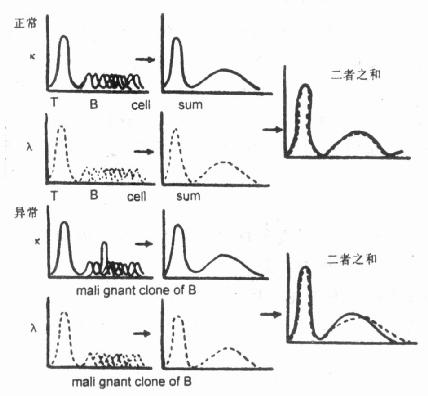 正常
κ
T B cell sum
二者之和
λ
T B cell sum
异常
κ
mali gnant clone of B
二者之和
λ
mali gnant clone of B